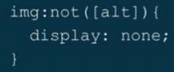 img:not([alt]){
display: none;
}